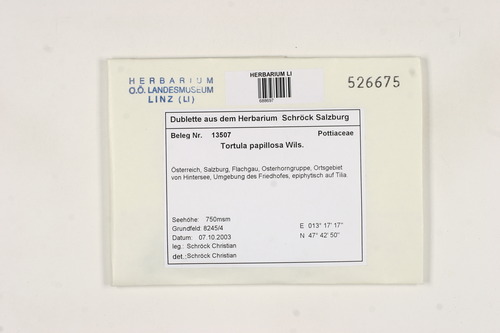 HERBARIUM
O.Ö. LANDESMUSEUM
LINZ (LI)
HERBARIUM LI
526675
Dublette aus dem Herbarium Schröck Salzburg
Beleg Nr. 13507 Pottiaceae
Tortula papillosa Wils.
Österreich, Salzburg, Flachgau, Osterhorngruppe, Ortsgebiet
von Hintersee, Umgebung des Friedhofes, epiphytisch auf Tilia.
Seehöhe: 750msm E 013° 17' 17"
Grundfeld: 8245/4 N 47° 42' 50"
Datum: 07.10.2003
leg.: Schröck Christian
det.: Schröck Christian